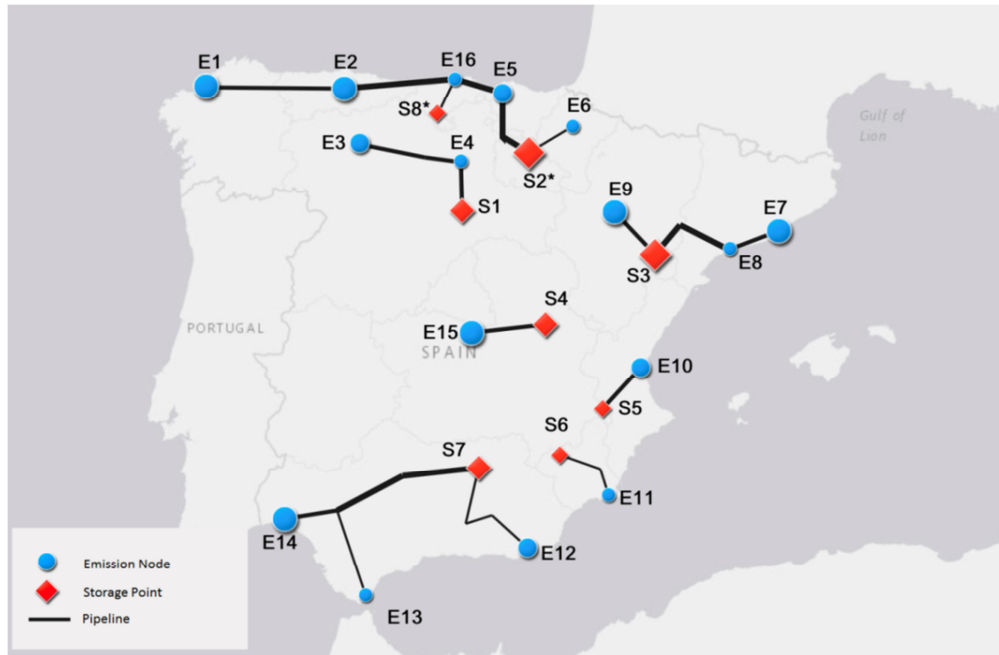 E1
E2
E16
E5
S8*
E6
E3
E4
S2*
S1
E9
E7
S3
E8
Gulf of
Lion
S4
PORTUGAL
E15
SPAIN
E10
S5
S6
S7
E11
E14
E12
E13
Emission Node
Storage Point
Pipeline